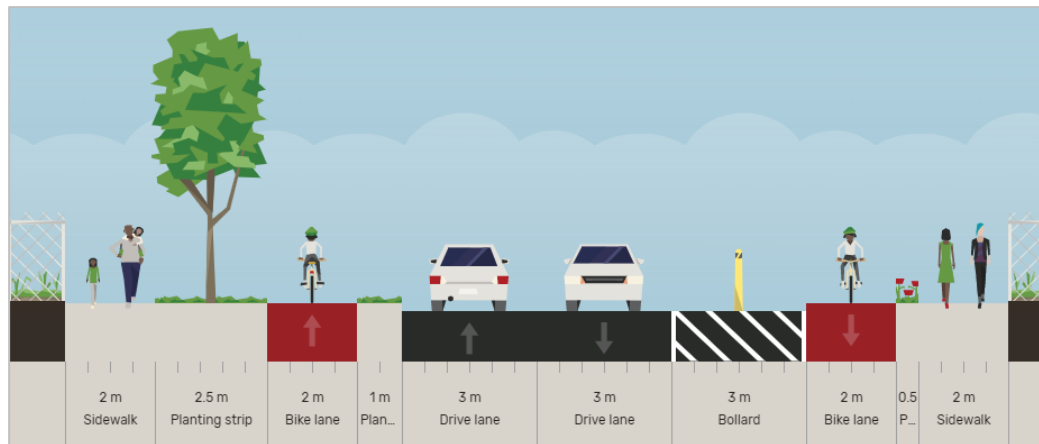 2 m
Sidewalk
2.5 m
Planting strip
2 m
Bike lane
1 m
Plan...
3 m
Drive lane
3 m
Drive lane
3 m
Bollard
2 m
Bike lane
0.5
P...
2 m
Sidewalk